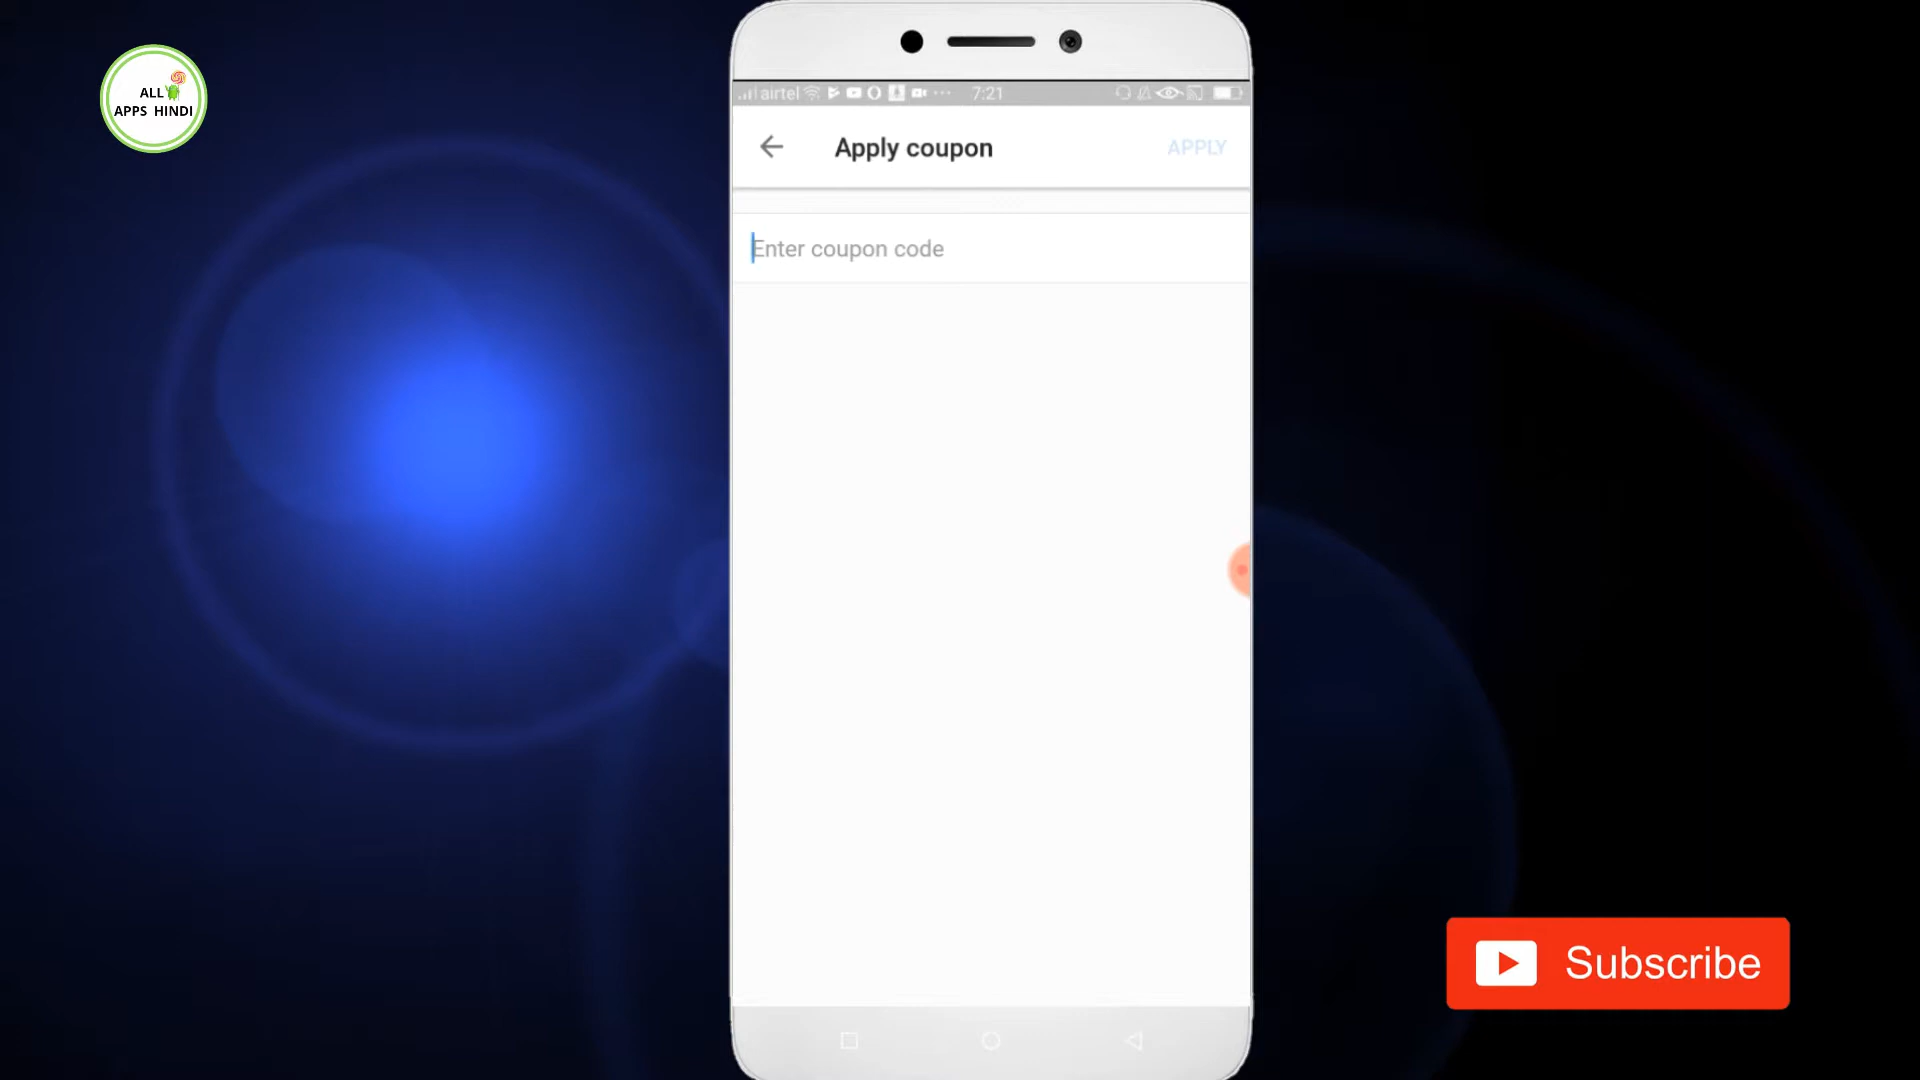 ALL
APPS HINDI
airtel 7:21
Apply coupon APPLY
Enter coupon code
Subscribe